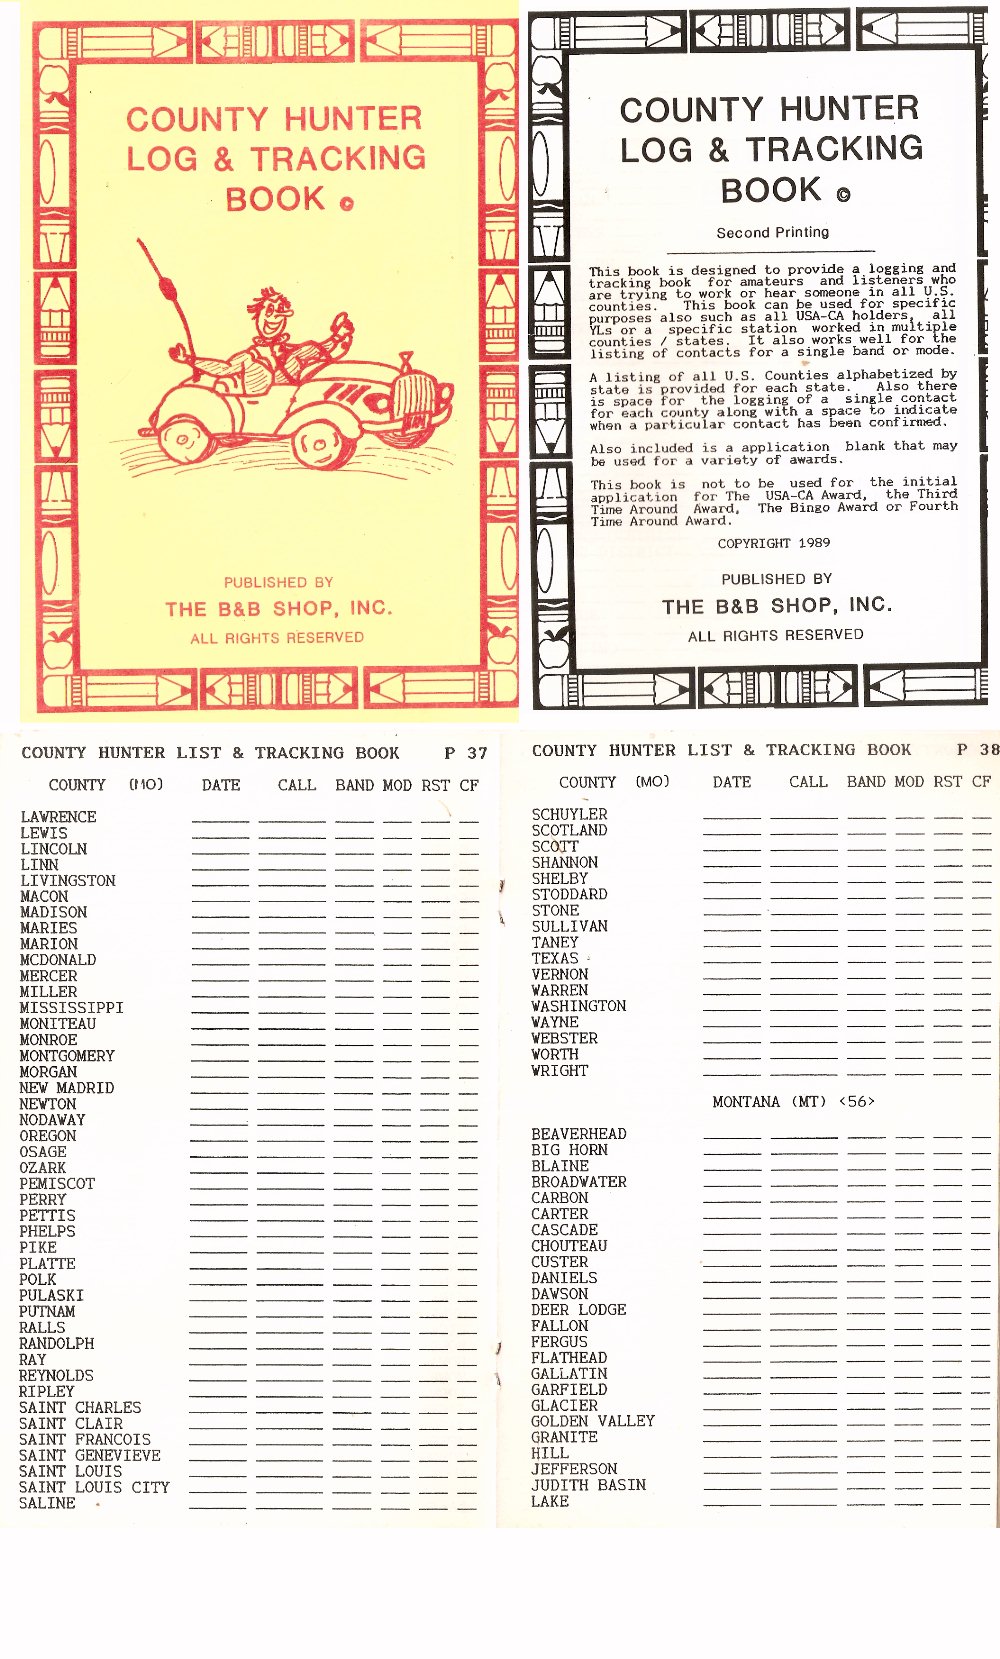 COUNTY HUNTER
LOG & TRACKING
BOOK ©
PUBLISHED BY
THE B&B SHOP, INC.
ALL RIGHTS RESERVED
COUNTY HUNTER
LOG & TRACKING
BOOK ©
Second Printing
This book is designed to provide a logging and
tracking book for amateurs and listeners who
are trying to work or hear someone in all U.S.
counties. This book can be used for specific
purposes also such as all USA-CA holders, all
YLs or a specific station worked in multiple
counties / states. It also works well for the
listing of contacts for a single band or mode.
A listing of all U.S. Counties alphabetized by
state is provided for each state. Also there
is space for the logging of a single contact
for each county along with a space to indicate
when a particular contact has been confirmed.
Also included is a application blank that may
be used for a variety of awards.
This book is not to be used for the initial
application for The USA-CA Award, the Third
Time Around Award, The Bingo Award or Fourth
Time Around Award.
COPYRIGHT 1989
PUBLISHED BY
THE B&B SHOP, INC.
ALL RIGHTS RESERVED
COUNTY HUNTER LIST & TRACKING BOOK P 37
COUNTY (MO) DATE CALL BAND MOD RST CF
LAWRENCE
LEWIS
LINCOLN
LINN
LIVINGSTON
MACON
MADISON
MARIES
MARION
MCDONALD
MERCER
MILLER
MISSISSIPPI
MONITEAU
MONROE
MONTGOMERY
MORGAN
NEW MADRID
NEWTON
NODAWAY
OREGON
OSAGE
OZARK
PEMISCOT
PERRY
PETTIS
PHELPS
PIKE
PLATTE
POLK
PULASKI
PUTNAM
RALLS
RANDOLPH
RAY
REYNOLDS
RIPLEY
SAINT CHARLES
SAINT CLAIR
SAINT FRANCOIS
SAINT GENEVIEVE
SAINT LOUIS
SAINT LOUIS CITY
SALINE
COUNTY HUNTER LIST & TRACKING BOOK P 38
COUNTY (MO) DATE CALL BAND MOD RST CF
SCHUYLER
SCOTLAND
SCOTT
SHANNON
SHELBY
STODDARD
STONE
SULLIVAN
TANEY
TEXAS
VERNON
WARREN
WASHINGTON
WAYNE
WEBSTER
WORTH
WRIGHT
MONTANA (MT) <56>
BEAVERHEAD
BIG HORN
BLAINE
BROADWATER
CARBON
CARTER
CASCADE
CHOUTEAU
CUSTER
DANIELS
DAWSON
DEER LODGE
FALLON
FERGUS
FLATHEAD
GALLATIN
GARFIELD
GLACIER
GOLDEN VALLEY
GRANITE
HILL
JEFFERSON
JUDITH BASIN
LAKE